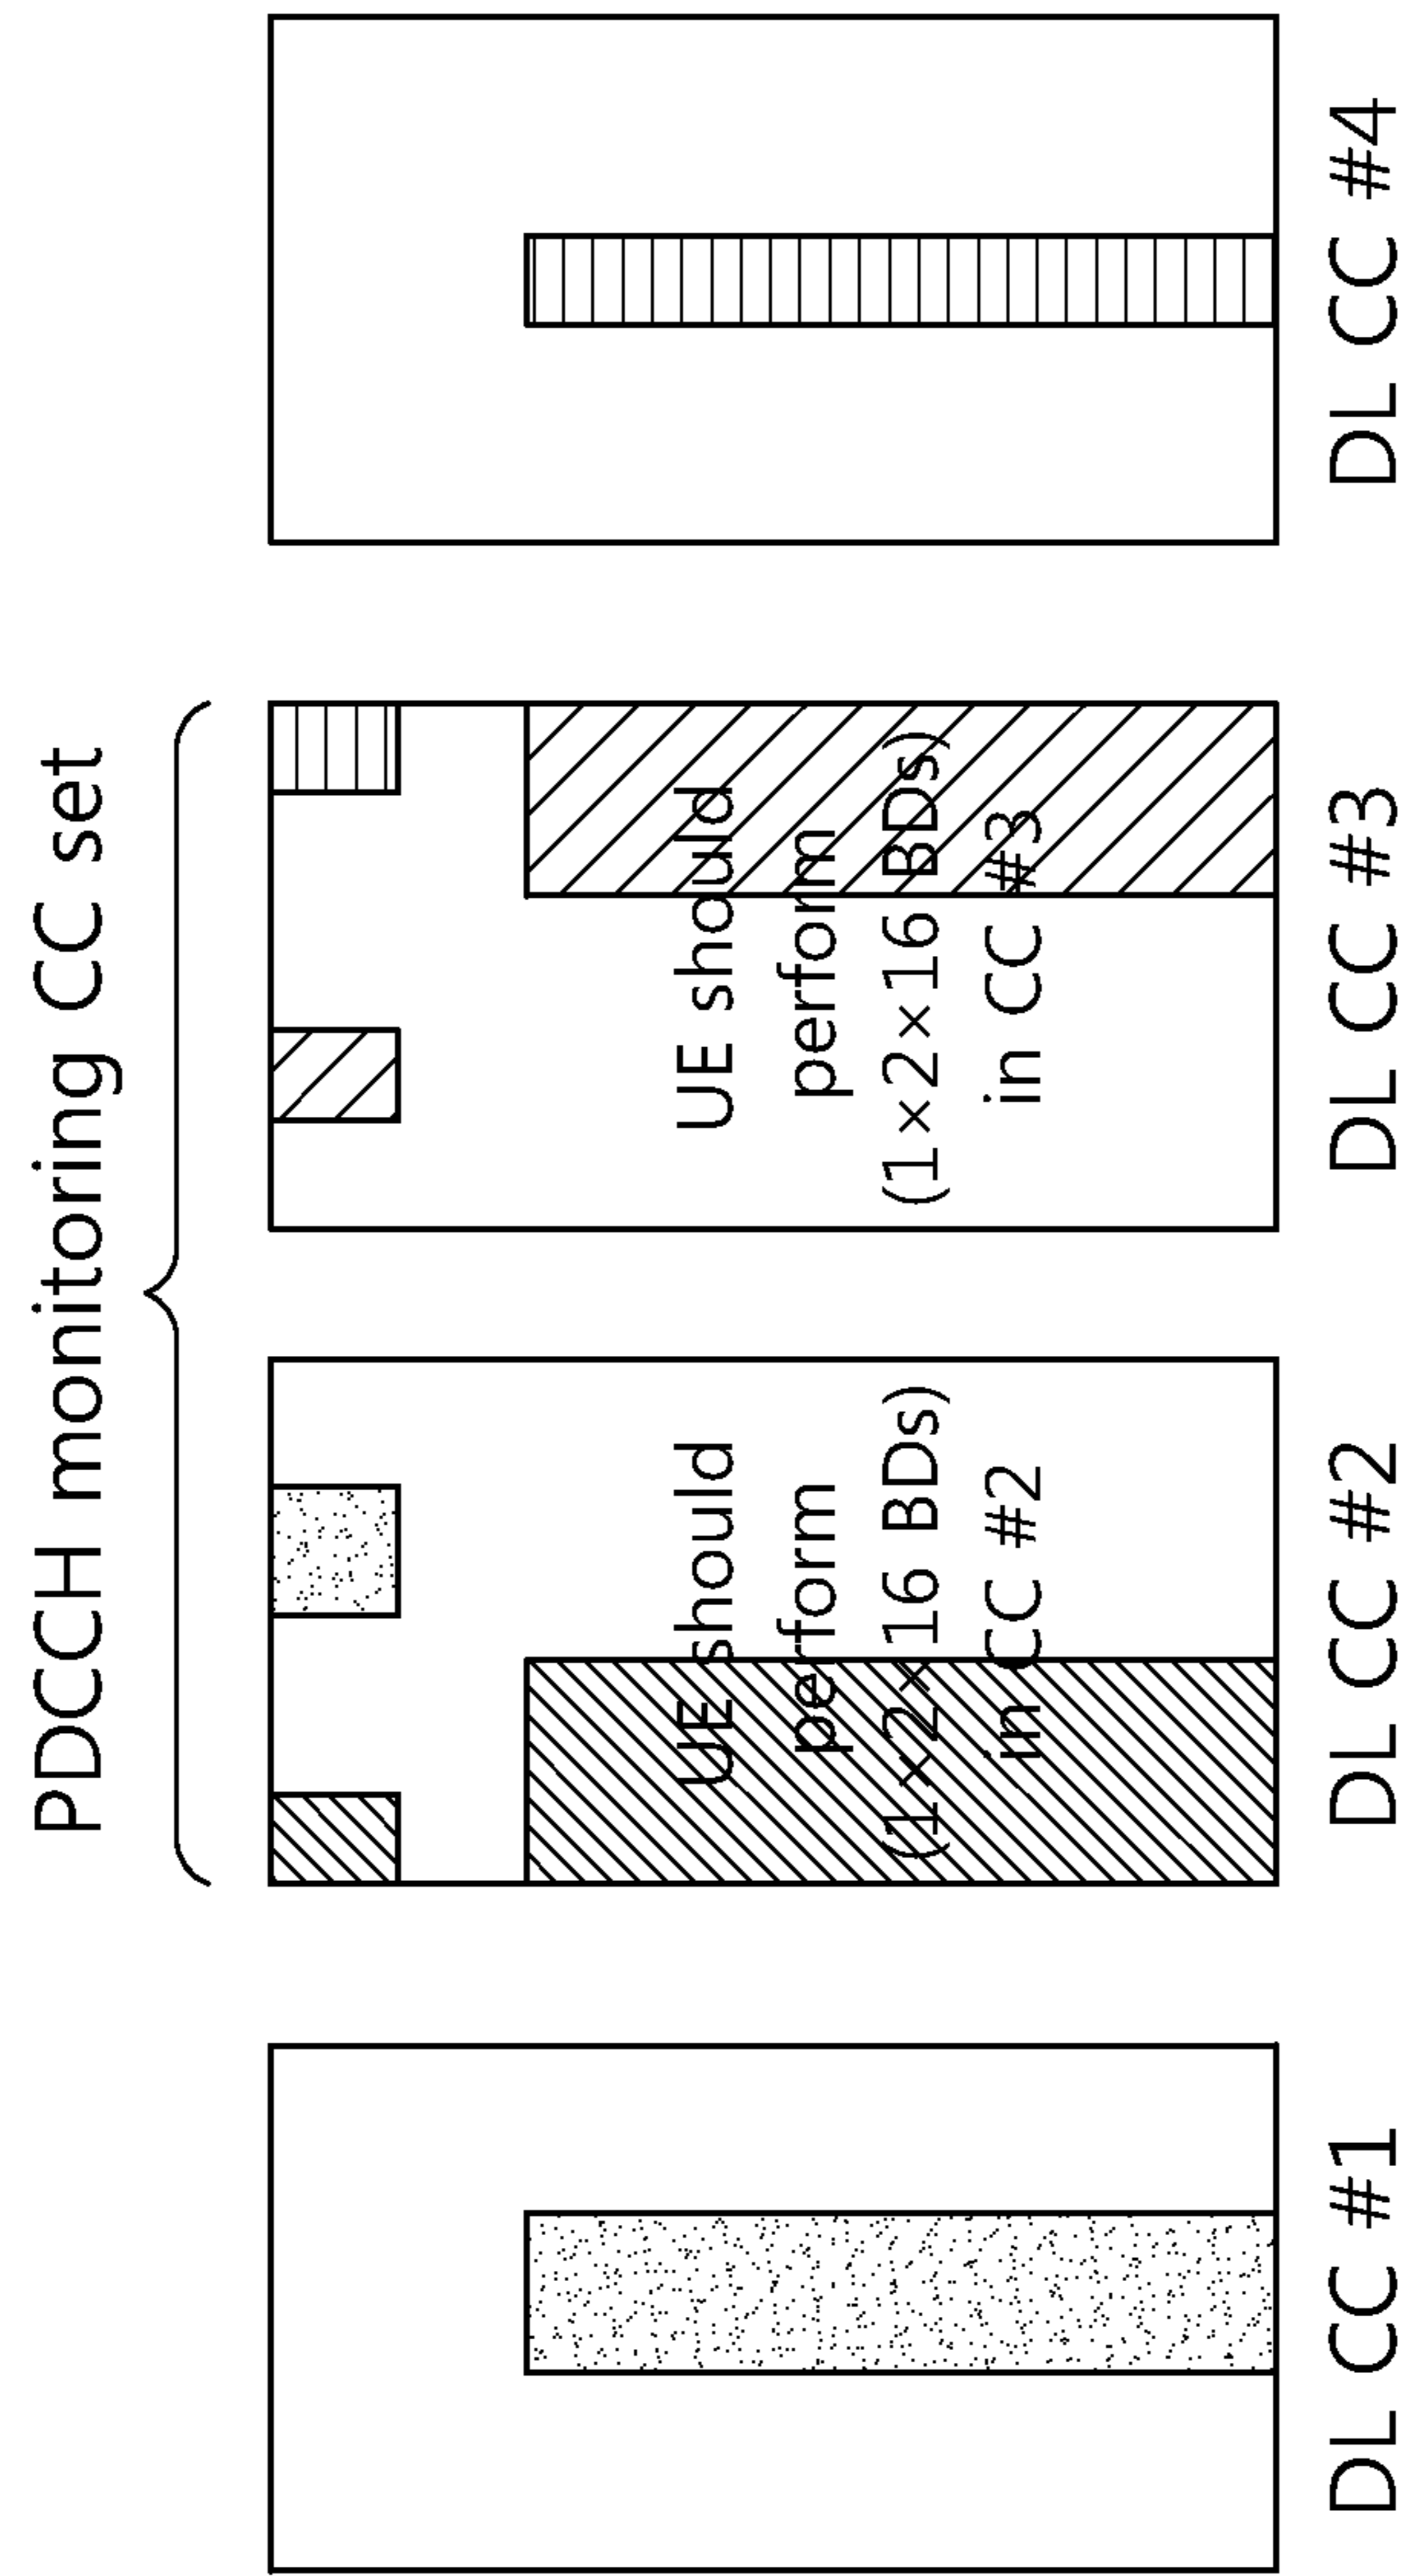 PDCCH monitoring CC set
UE should
perform
(1×2×16 BDs)
in CC #2
UE should
perform
(1×2×16 BDs)
in CC #3
DL CC #1
DL CC #2
DL CC #3
DL CC #4